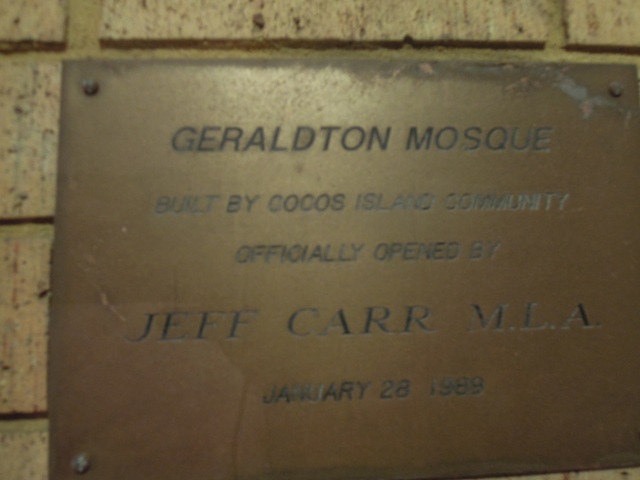 GERALDTON MOSQUE
BUILT BY COCOS ISLAND COMMUNITY
OFFICIALLY OPENED BY
JEFF CARR M.L.A.
JANUARY 28 1989